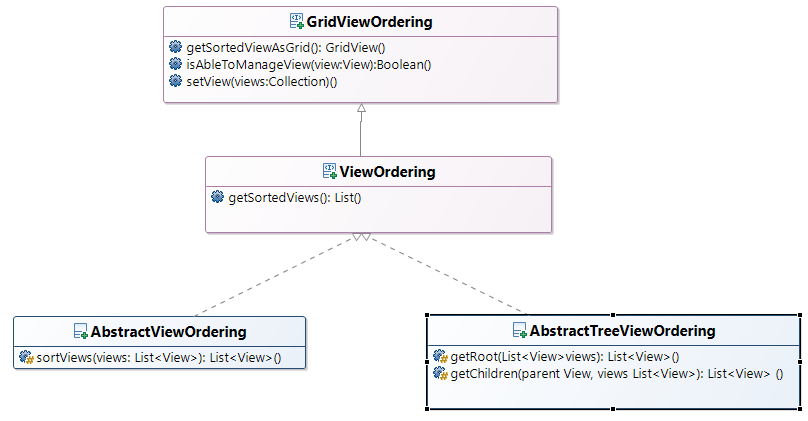 GridViewOrdering
getSortedViewAsGrid(): GridView()
isAbleToManageView(view:View):Boolean()
setView(views:Collection)()
ViewOrdering
getSortedViews(): List()
AbstractViewOrdering
sortViews(views: List<View>): List<View>()
AbstractTreeViewOrdering
getRoot(List<View>views): List<View>()
getChildren(parent View, views List<View>): List<View> ()